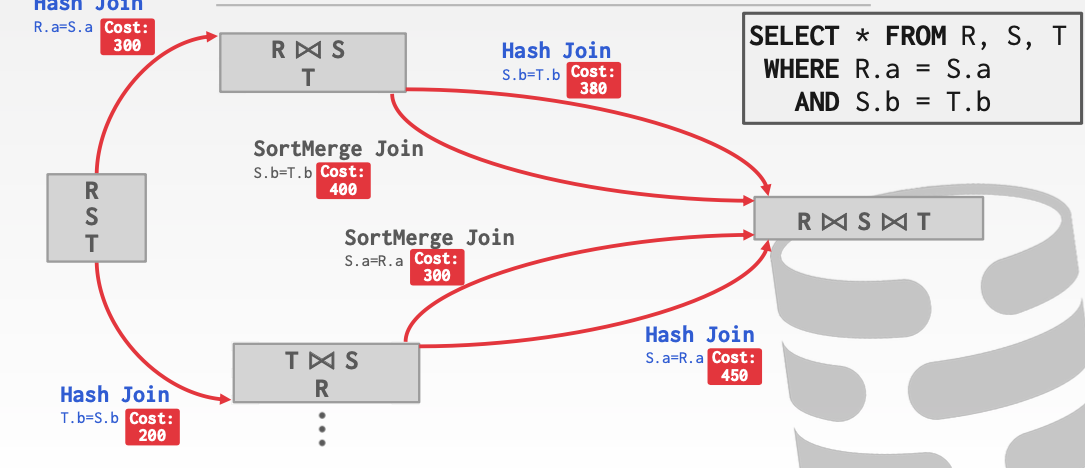 Hash Join
R.a=S.a
Cost:
300
R ⋈ S
T
Hash Join
S.b=T.b
Cost:
380
SELECT * FROM R, S, T
WHERE R.a = S.a
AND S.b = T.b
SortMerge Join
S.b=T.b
Cost:
400
R
S
T
R ⋈ S ⋈ T
SortMerge Join
S.a=R.a
Cost:
300
Hash Join
S.a=R.a
Cost:
450
T ⋈ S
R
Hash Join
T.b=S.b
Cost:
200